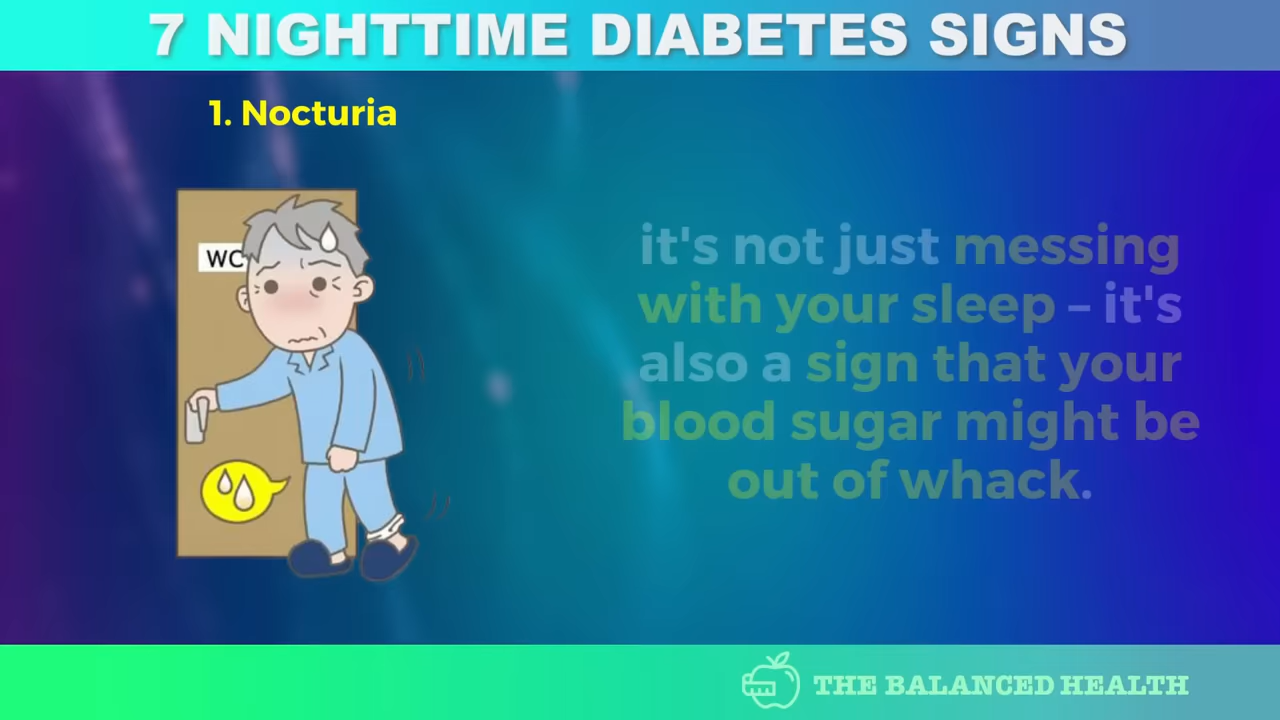 7 NIGHTTIME DIABETES SIGNS
1. Nocturia
WC
it's not just messing
with your sleep – it's
also a sign that your
blood sugar might be
out of whack.
THE BALANCED HEALTH